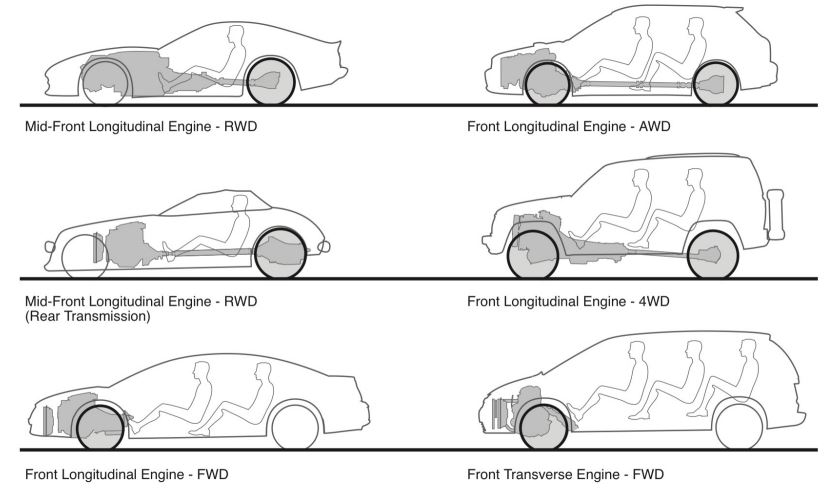 Mid-Front Longitudinal Engine - RWD
Front Longitudinal Engine - AWD
Mid-Front Longitudinal Engine - RWD
(Rear Transmission)
Front Longitudinal Engine - 4WD
Front Longitudinal Engine - FWD
Front Transverse Engine - FWD